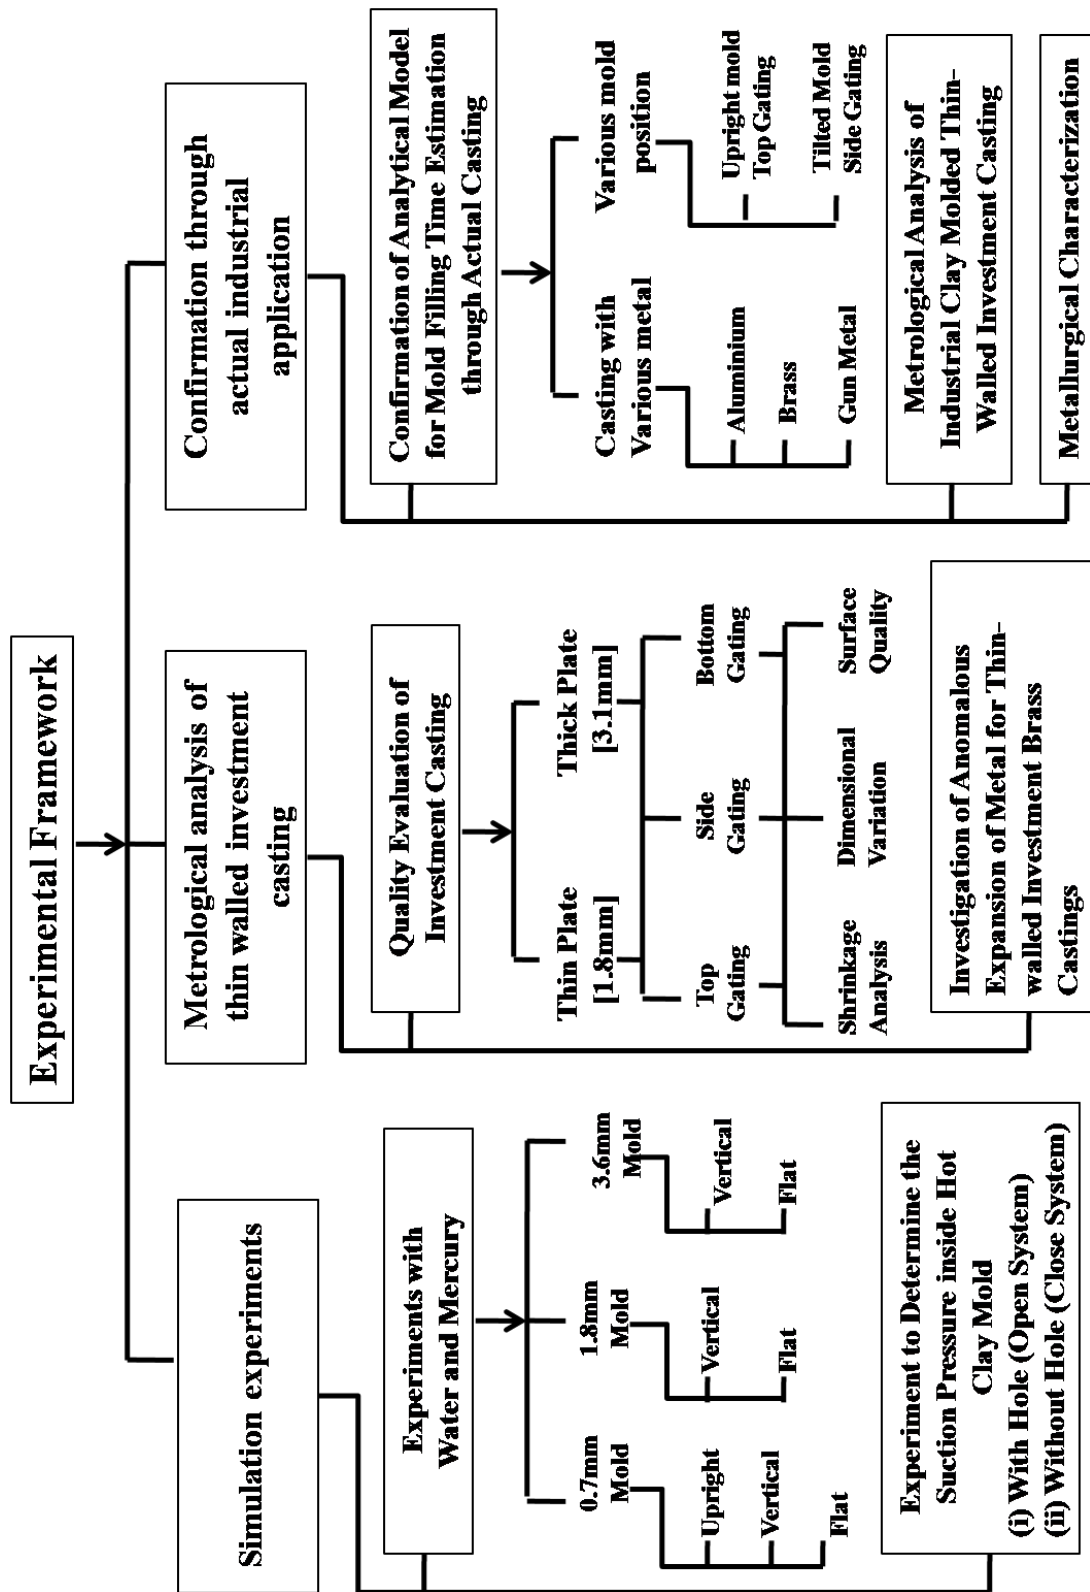 Experimental Framework
Simulation experiments
Experiments with
Water and Mercury
0.7mm
Mold
Upright
Vertical
Flat
1.8mm
Mold
Vertical
Flat
3.6mm
Mold
Vertical
Flat
Experiment to Determine the
Suction Pressure inside Hot
Clay Mold
(i) With Hole (Open System)
(ii) Without Hole (Close System)
Metrological analysis of
thin walled investment
casting
Quality Evaluation of
Investment Casting
Thin Plate
[1.8mm]
Thick Plate
[3.1mm]
Top
Gating
Side
Gating
Bottom
Gating
Shrinkage
Analysis
Dimensional
Variation
Surface
Quality
Investigation of Anomalous
Expansion of Metal for Thin-
walled Investment Brass
Castings
Confirmation through
actual industrial
application
Confirmation of Analytical Model
for Mold Filling Time Estimation
through Actual Casting
Casting with
Various metal
Aluminium
Brass
Gun Metal
Various mold
position
Upright mold
Top Gating
Tilted Mold
Side Gating
Metrological Analysis of
Industrial Clay Molded Thin-
Walled Investment Casting
Metallurgical Characterization